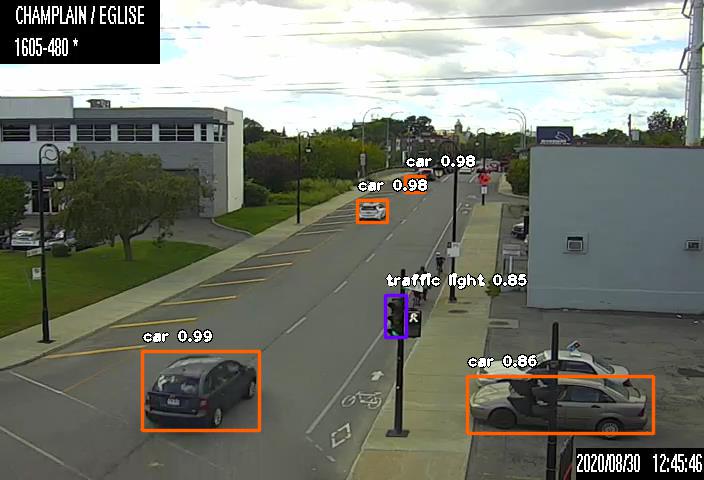 CHAMPLAIN / EGLISE
1605-480 *
car 0.98
car 0.98
traffic light 0.85
car 0.99
car 0.86
2020/08/30 12:45:46